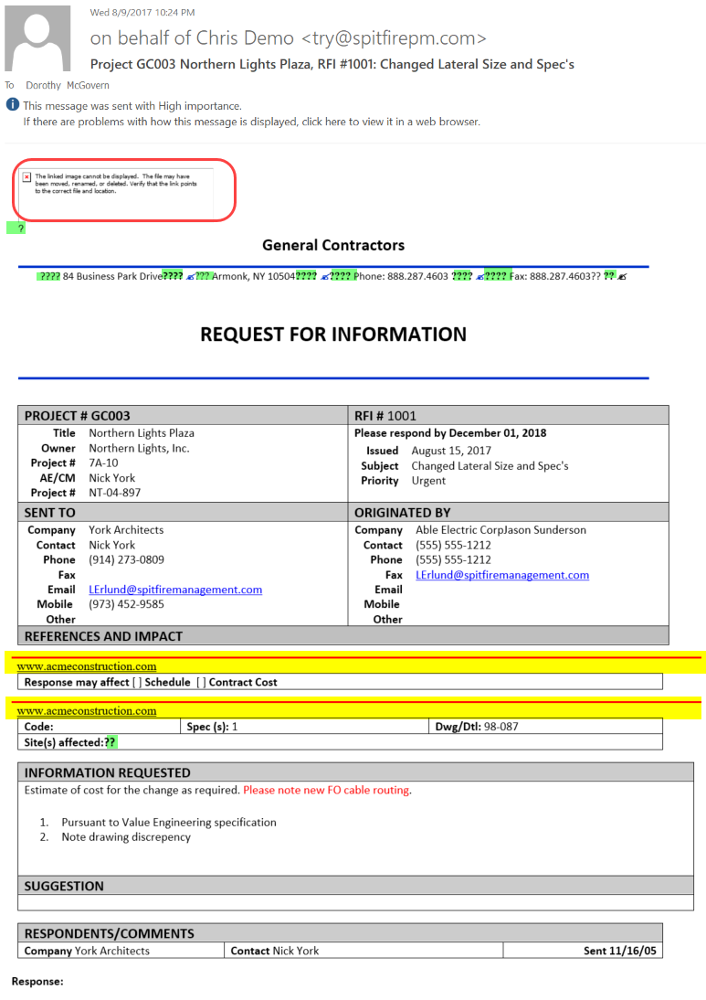 Wed 8/9/2017 10:24 PM
on behalf of Chris Demo <try@spitfirepm.com>
Project GC003 Northern Lights Plaza, RFI #1001: Changed Lateral Size and Spec's
To Dorothy McGovern
This message was sent with High importance.
If there are problems with how this message is displayed, click here to view it in a web browser.
The linked image cannot be displayed. The file may have
been moved, renamed, or deleted. Verify that the link points
to the correct file and location.
?
General Contractors
???? 84 Business Park Drive???? ??? Armonk, NY 10504???? ???? Phone: 888.287.4603 ???? ???? Fax: 888.287.4603?? ??
REQUEST FOR INFORMATION
PROJECT # GC003
Title Northern Lights Plaza
Owner Northern Lights, Inc.
Project # 7A-10
AE/CM Nick York
Project # NT-04-897
RFI # 1001
Please respond by December 01, 2018
Issued August 15, 2017
Subject Changed Lateral Size and Spec's
Priority Urgent
SENT TO
Company York Architects
Contact Nick York
Phone (914) 273-0809
Fax
Email LErlund@spitfiremanagement.com
Mobile (973) 452-9585
Other
ORIGINATED BY
Company Able Electric CorpJason Sunderson
Contact (555) 555-1212
Phone (555) 555-1212
Fax LErlund@spitfiremanagement.com
Email
Mobile
Other
REFERENCES AND IMPACT
www.acmeconstruction.com
Response may affect [ ] Schedule [ ] Contract Cost
www.acmeconstruction.com
Code: Spec (s): 1 Dwg/Dtl: 98-087
Site(s) affected:??
INFORMATION REQUESTED
Estimate of cost for the change as required. Please note new FO cable routing.
1. Pursuant to Value Engineering specification
2. Note drawing discrepency
SUGGESTION
RESPONDENTS/COMMENTS
Company York Architects Contact Nick York Sent 11/16/05
Response: